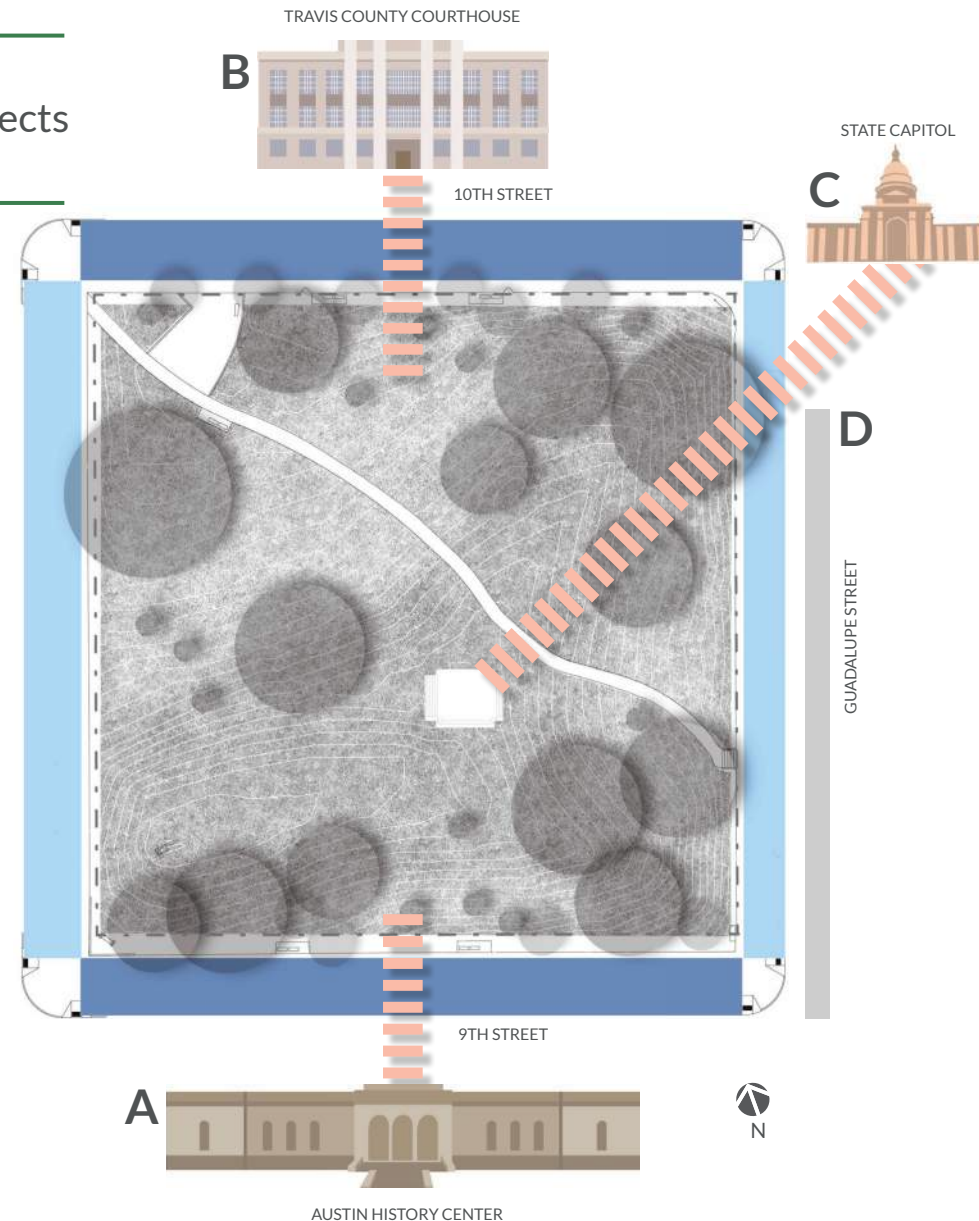 TRAVIS COUNTY COURTHOUSE
B
ects
STATE CAPITOL
C
10TH STREET
D
GUADALUPE STREET
9TH STREET
A
N
AUSTIN HISTORY CENTER